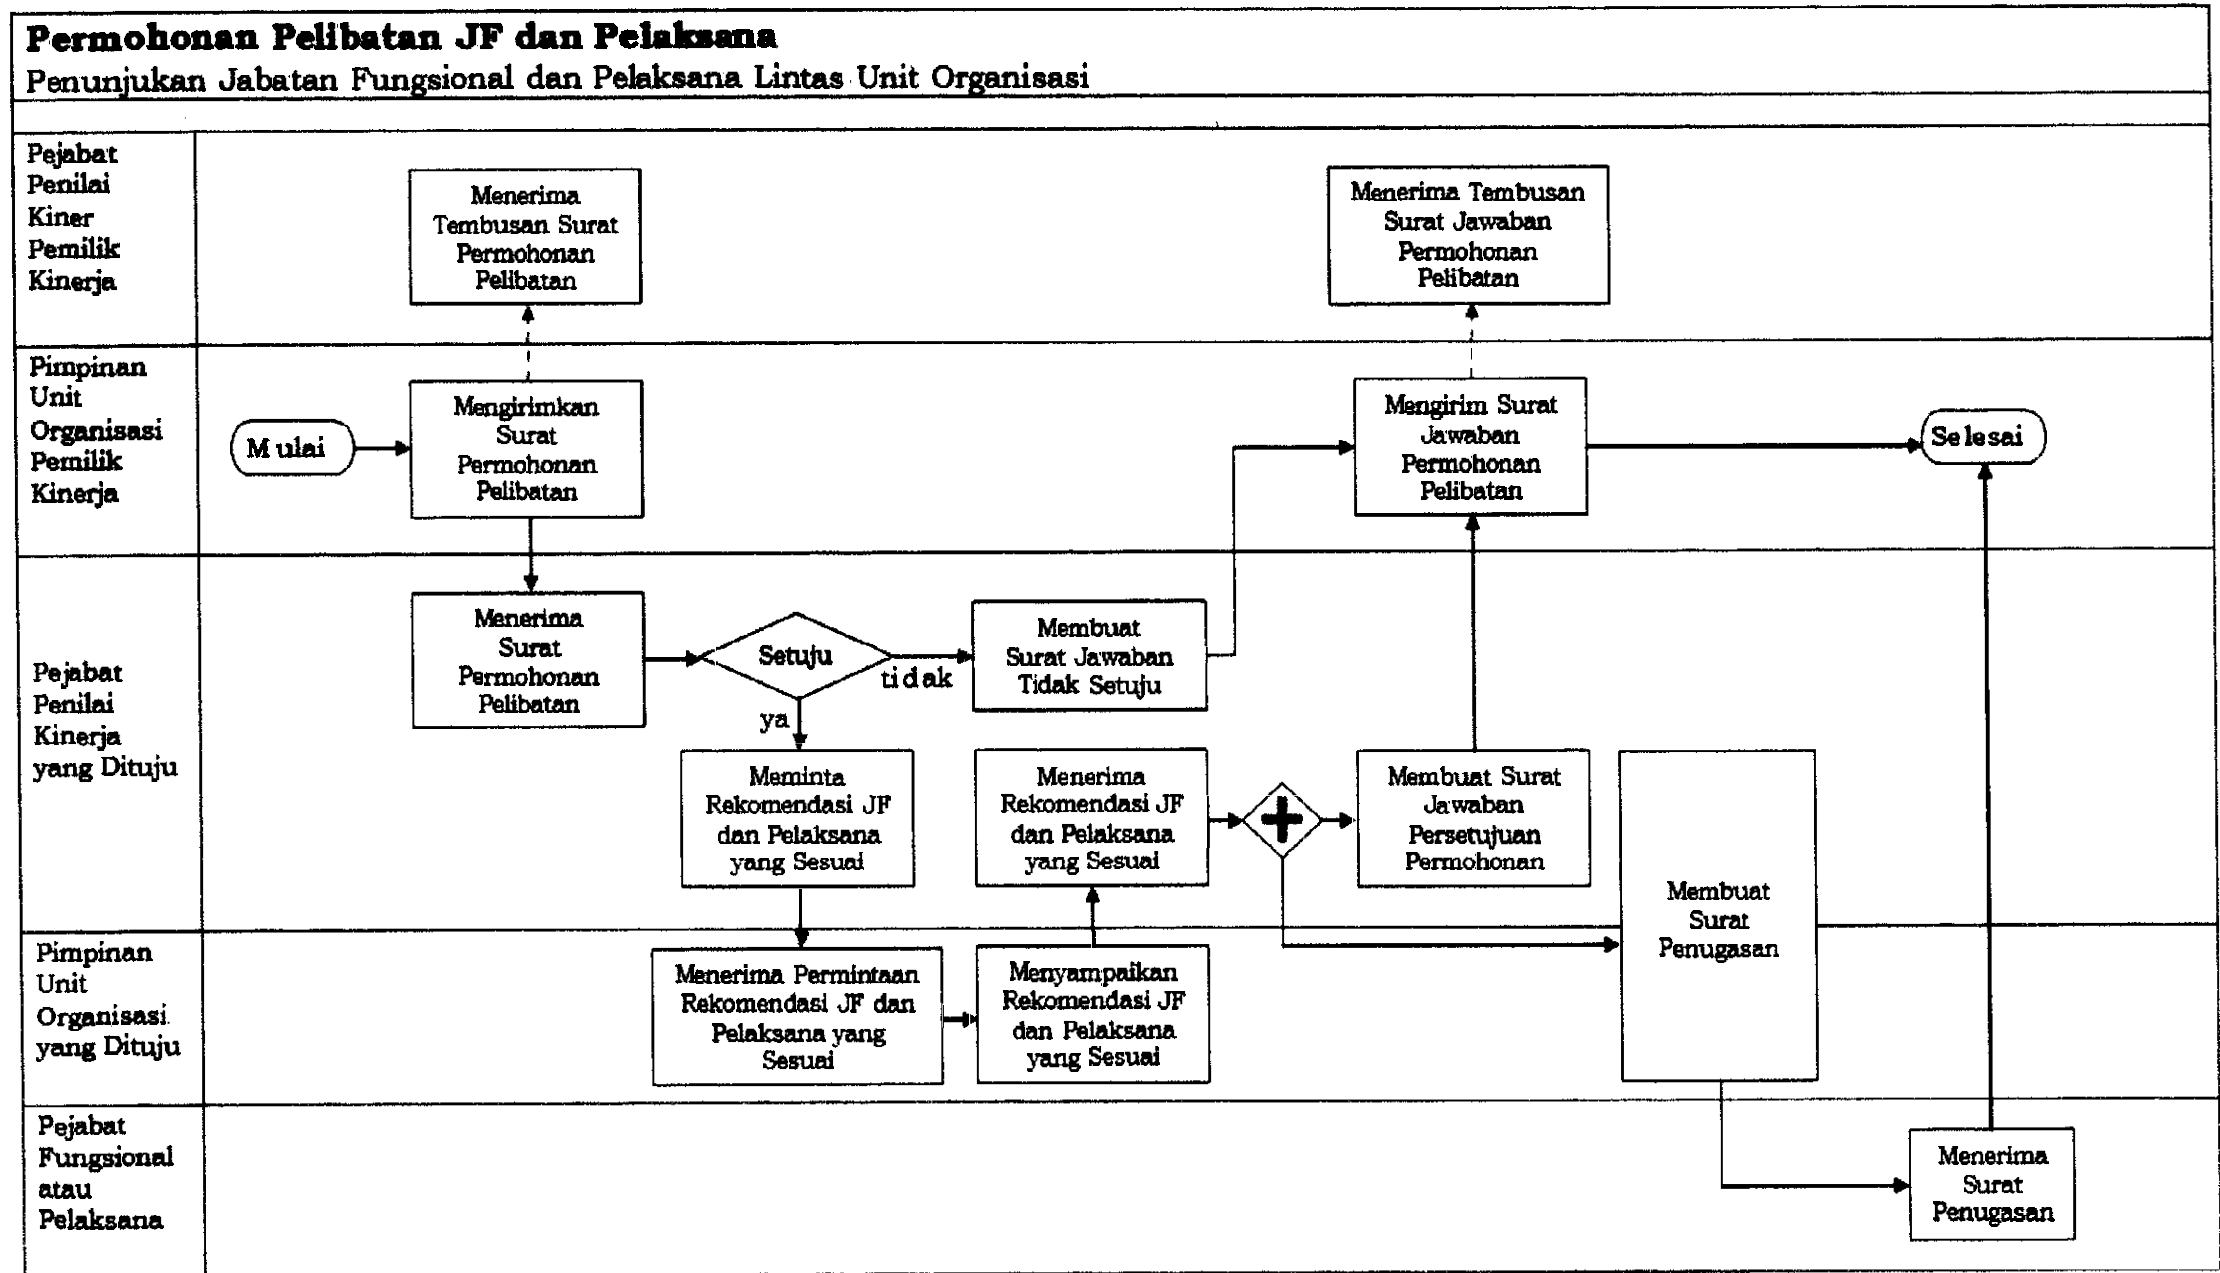 Permohonan Pelibatan JF dan Pelaksana
Penunjukan Jabatan Fungsional dan Pelaksana Lintas Unit Organisasi
Pejabat
Penilai
Kiner
Pemilik
Kinerja
Menerima
Tembusan Surat
Permohonan
Pelibatan
Menerima Tembusan
Surat Jawaban
Permohonan
Pelibatan
Pimpinan
Unit
Organisasi
Pemilik
Kinerja
Mulai
Mengirimkan
Surat
Permohonan
Pelibatan
Mengirim Surat
Jawaban
Permohonan
Pelibatan
Selesai
Pejabat
Penilai
Kinerja
yang Dituju
Menerima
Surat
Permohonan
Pelibatan
Setuju
tidak
ya
Membuat
Surat Jawaban
Tidak Setuju
Meminta
Rekomendasi JF
dan Pelaksana
yang Sesuai
Menerima
Rekomendasi JF
dan Pelaksana
yang Sesuai
Membuat Surat
Jawaban
Persetujuan
Permohonan
Membuat
Surat
Penugasan
Pimpinan
Unit
Organisasi
yang Dituju
Menerima Permintaan
Rekomendasi JF dan
Pelaksana yang
Sesuai
Menyampaikan
Rekomendasi JF
dan Pelaksana
yang Sesuai
Pejabat
Fungsional
atau
Pelaksana
Menerima
Surat
Penugasan